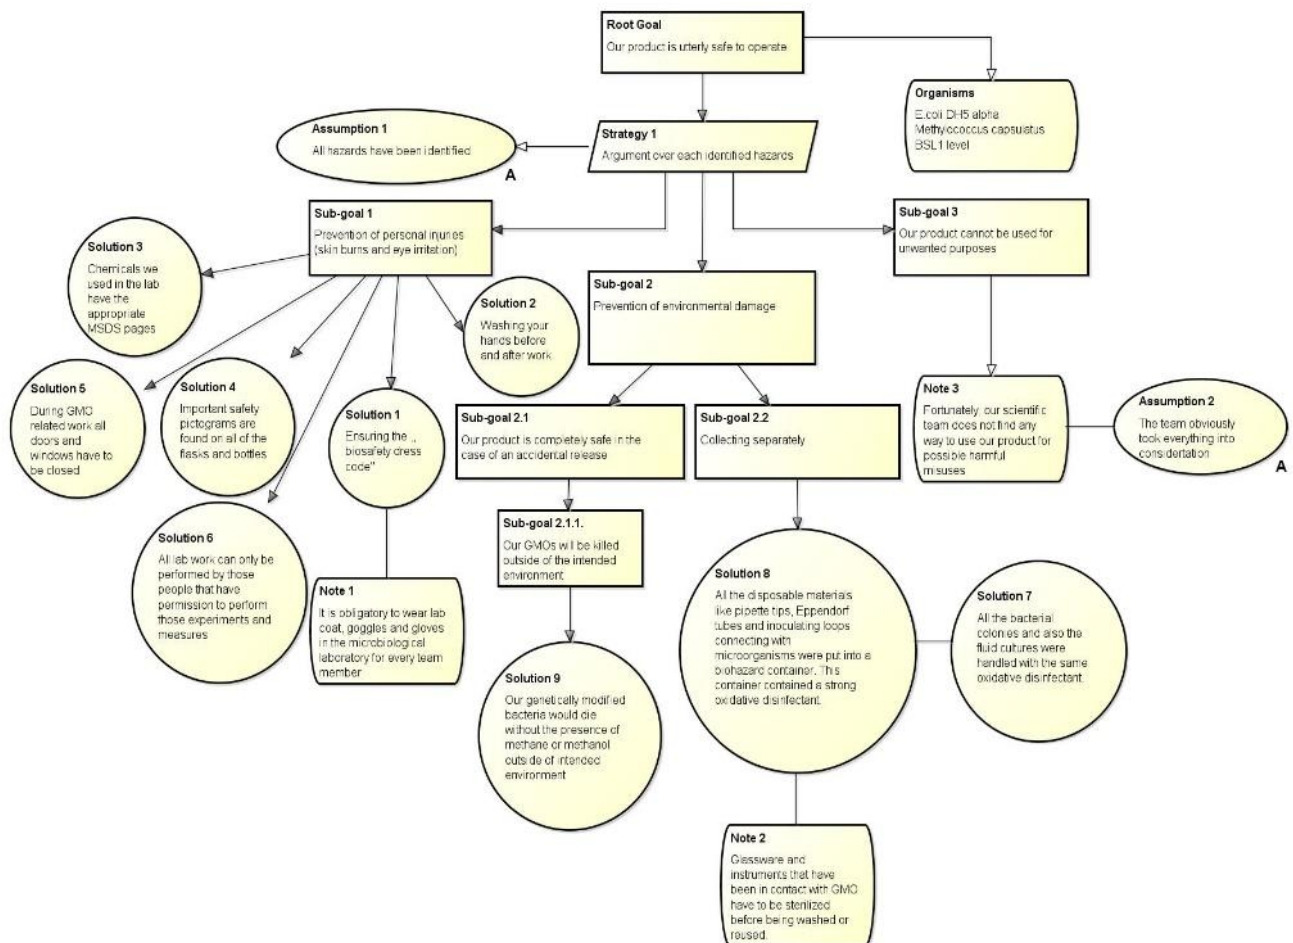 Root Goal
Our product is utterly safe to operate
Organisms
E.coli DH5 alpha
Methylococcus capsulatus
BSL1 level
Assumption 1
All hazards have been identified
A
Strategy 1
Argument over each identified hazards
Sub-goal 1
Prevention of personal injuries
(skin burns and eye irritation)
Sub-goal 3
Our product cannot be used for
unwanted purposes
Solution 3
Chemicals we
used in the lab
have the
appropriate
MSDS pages
Sub-goal 2
Prevention of environmental damage
Solution 2
Washing your
hands before
and after work
Solution 5
During GMO
related work all
doors and
windows have to
be closed
Solution 4
Important safety
pictograms are
found on all of the
flasks and bottles
Solution 1
Ensuring the „
biosafety dress
code"
Sub-goal 2.1
Our product is completely safe in the
case of an accidental release
Sub-goal 2.2
Collecting separately
Note 3
Fortunately, our scientific
team does not find any
way to use our product for
possible harmful
misuses
Assumption 2
The team obviously
took everything into
considertation
A
Solution 6
All lab work can only be
performed by those
people that have
permission to perform
those experiments and
measures
Note 1
It is obligatory to wear lab
coat, goggles and gloves
in the microbiological
laboratory for every team
member
Sub-goal 2.1.1.
Our GMOs will be killed
outside of the intended
environment
Solution 8
All the disposable materials
like pipette tips, Eppendorf
tubes and inoculating loops
connecting with
microorganisms were put into a
biohazard container. This
container contained a strong
oxidative disinfectant.
Solution 7
All the bacterial
colonies and also the
fluid cultures were
handled with the same
oxidative disinfectant.
Solution 9
Our genetically modified
bacteria would die
without the presence of
methane or methanol
outside of intended
environment
Note 2
Glassware and
instruments that have
been in contact with GMO
have to be sterilized
before being washed or
reused.